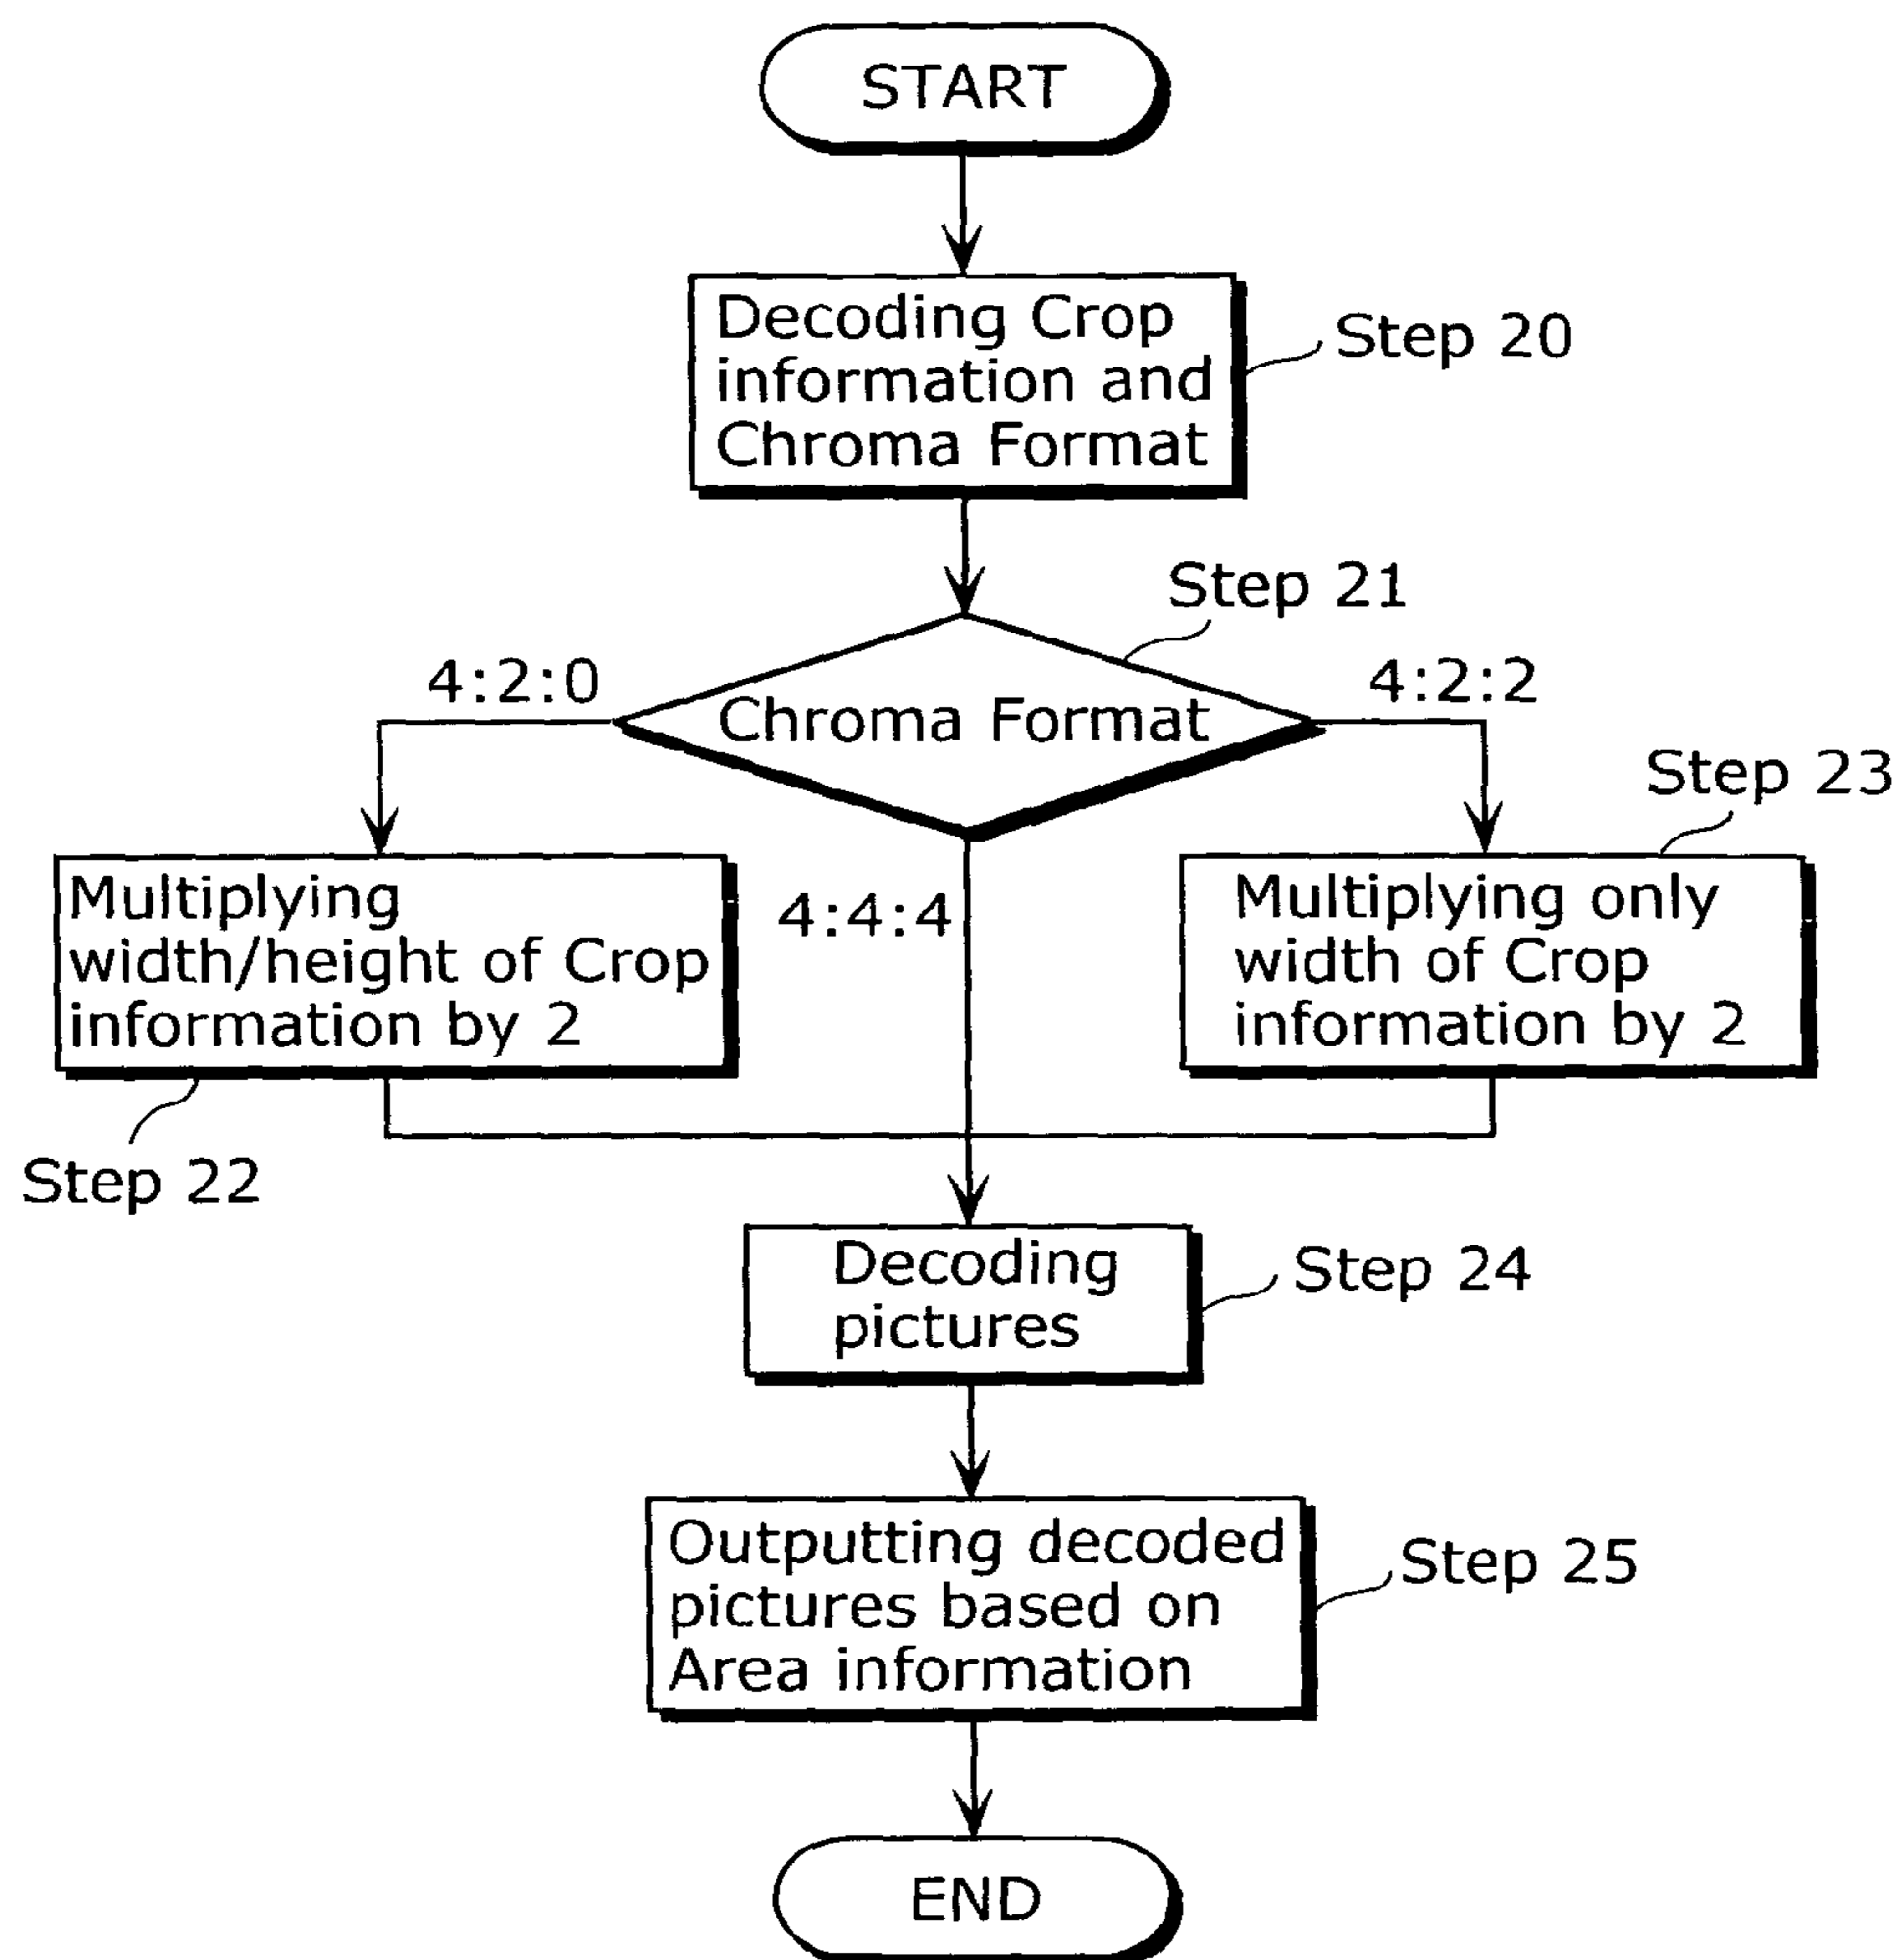 START
Decoding Crop
information and
Chroma Format
Step 20
Step 21
4:2:0
4:2:2
Chroma Format
Step 23
Multiplying
width/height of Crop
information by 2
4:4:4
Multiplying only
width of Crop
information by 2
Step 22
Decoding
pictures
Step 24
Outputting decoded
pictures based on
Area information
Step 25
END